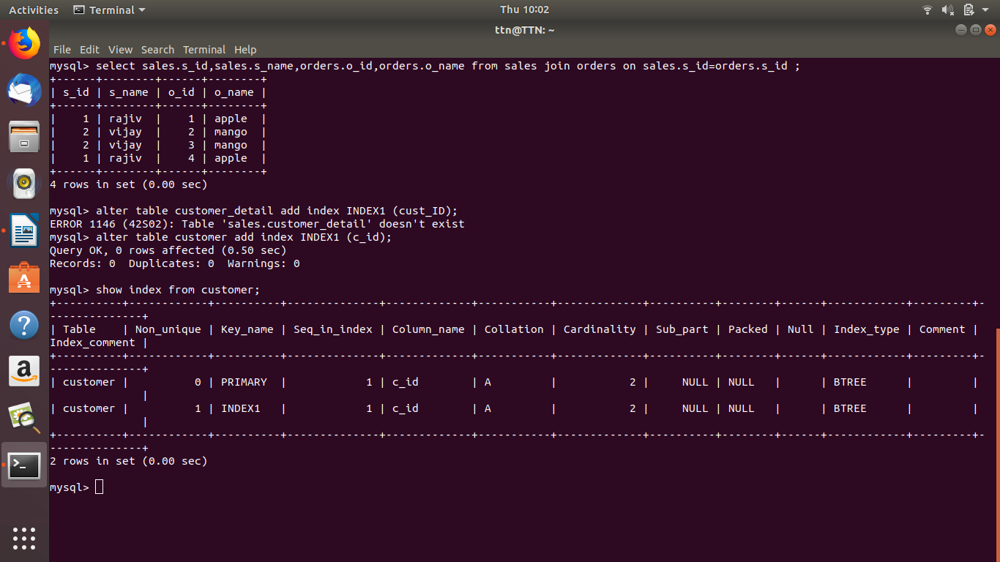 Activities Terminal Thu 10:02
ttn@TTN: ~
File Edit View Search Terminal Help
mysql> select sales.s_id,sales.s_name,orders.o_id,orders.o_name from sales join orders on sales.s_id=orders.s_id ;
+------+--------+------+--------+
| s_id | s_name | o_id | o_name |
+------+--------+------+--------+
|    1 | rajiv  |    1 | apple  |
|    2 | vijay  |    2 | mango  |
|    2 | vijay  |    3 | mango  |
|    1 | rajiv  |    4 | apple  |
+------+--------+------+--------+
4 rows in set (0.00 sec)
mysql> alter table customer_detail add index INDEX1 (cust_ID);
ERROR 1146 (42S02): Table 'sales.customer_detail' doesn't exist
mysql> alter table customer add index INDEX1 (c_id);
Query OK, 0 rows affected (0.50 sec)
Records: 0  Duplicates: 0  Warnings: 0
mysql> show index from customer;
+----------+------------+----------+--------------+-------------+-----------+-------------+----------+--------+------+------------+---------+-
--------------+
| Table    | Non_unique | Key_name | Seq_in_index | Column_name | Collation | Cardinality | Sub_part | Packed | Null | Index_type | Comment |
Index_comment |
+----------+------------+----------+--------------+-------------+-----------+-------------+----------+--------+------+------------+---------+-
--------------+
| customer |          0 | PRIMARY  |            1 | c_id        | A         |           2 |     NULL | NULL   |      | BTREE      |         |
              |
| customer |          1 | INDEX1   |            1 | c_id        | A         |           2 |     NULL | NULL   |      | BTREE      |         |
              |
+----------+------------+----------+--------------+-------------+-----------+-------------+----------+--------+------+------------+---------+-
--------------+
2 rows in set (0.00 sec)
mysql>